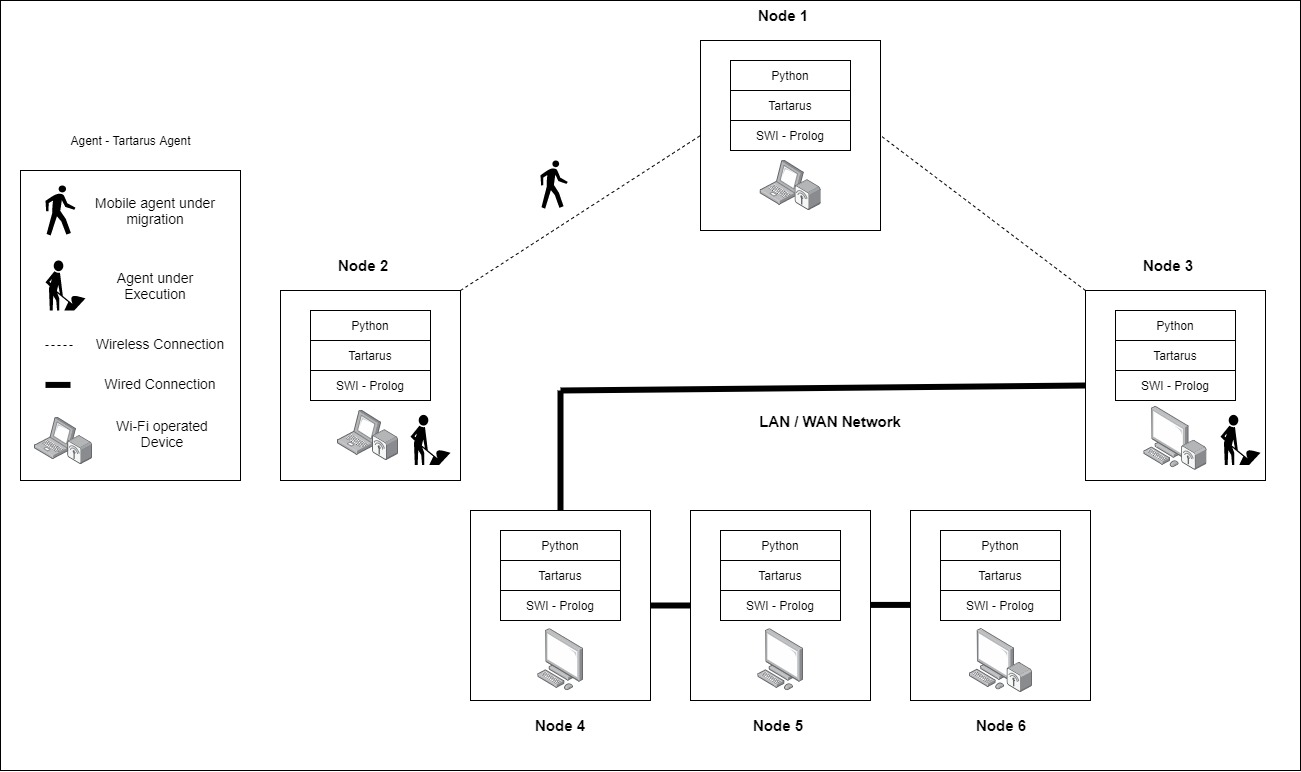 Node 1
Python
Tartarus
SWI - Prolog
Agent - Tartarus Agent
Mobile agent under
migration
Agent under
Execution
Wireless Connection
Wired Connection
Wi-Fi operated
Device
Node 2
Python
Tartarus
SWI - Prolog
Node 3
Python
Tartarus
SWI - Prolog
LAN / WAN Network
Python
Tartarus
SWI - Prolog
Node 4
Python
Tartarus
SWI - Prolog
Node 5
Python
Tartarus
SWI - Prolog
Node 6